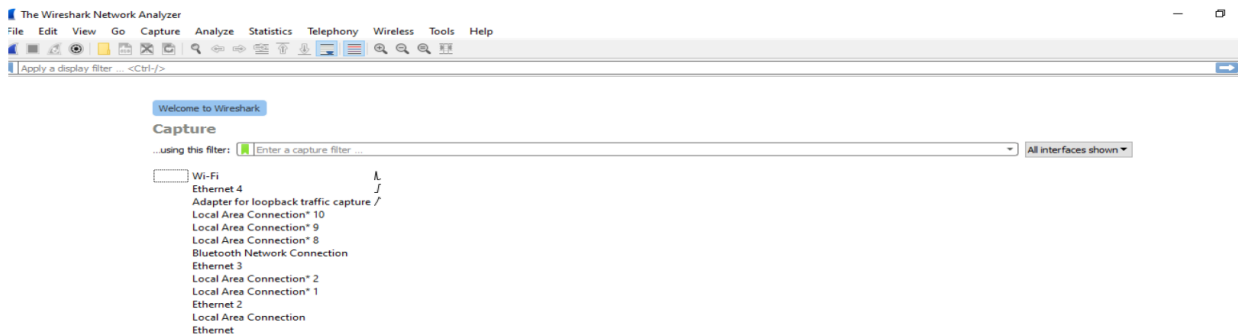 The Wireshark Network Analyzer
File Edit View Go Capture Analyze Statistics Telephony Wireless Tools Help
Apply a display filter ... <Ctrl-/>
Welcome to Wireshark
Capture
...using this filter: Enter a capture filter ... All interfaces shown
Wi-Fi
Ethernet 4
Adapter for loopback traffic capture
Local Area Connection* 10
Local Area Connection* 9
Local Area Connection* 8
Bluetooth Network Connection
Ethernet 3
Local Area Connection* 2
Local Area Connection* 1
Ethernet 2
Local Area Connection
Ethernet